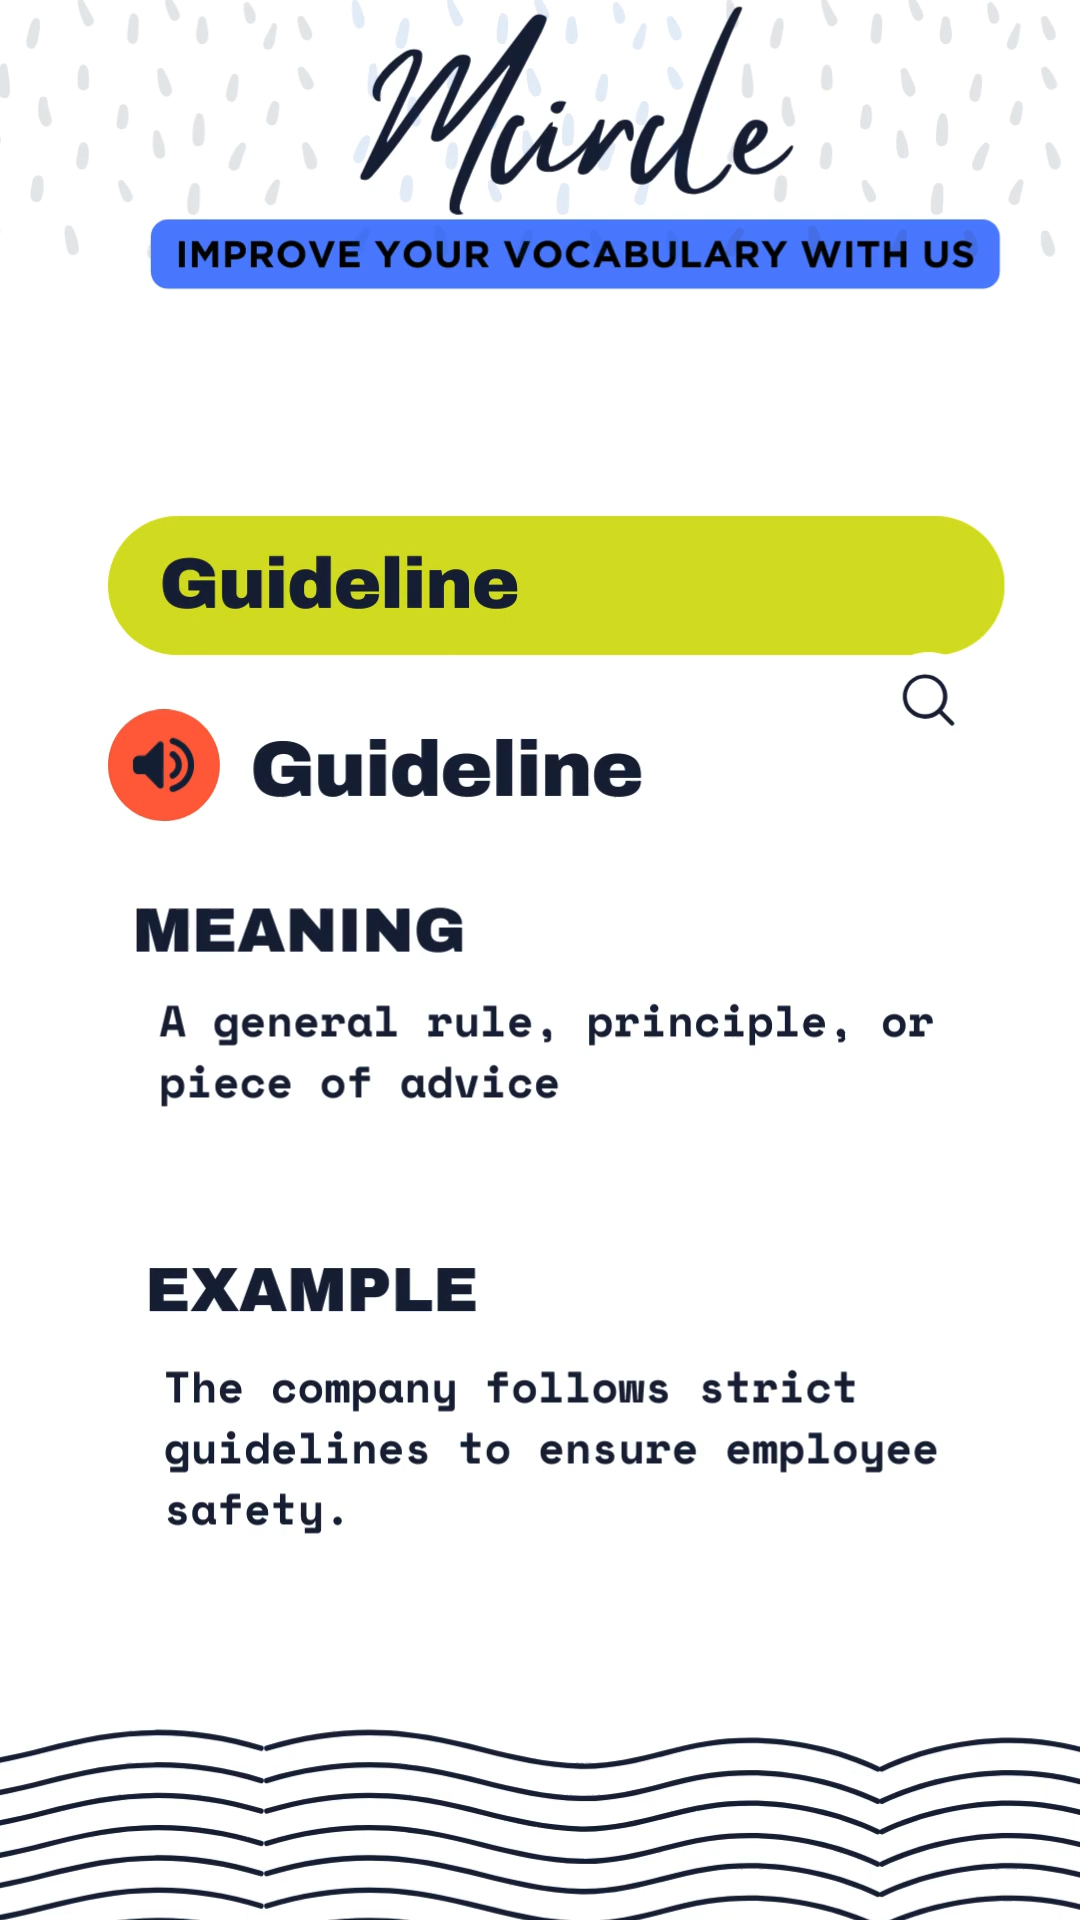 IMPROVE YOUR VOCABULARY WITH US
Guideline
Guideline
MEANING
A general rule, principle, or
piece of advice
EXAMPLE
The company follows strict
guidelines to ensure employee
safety.